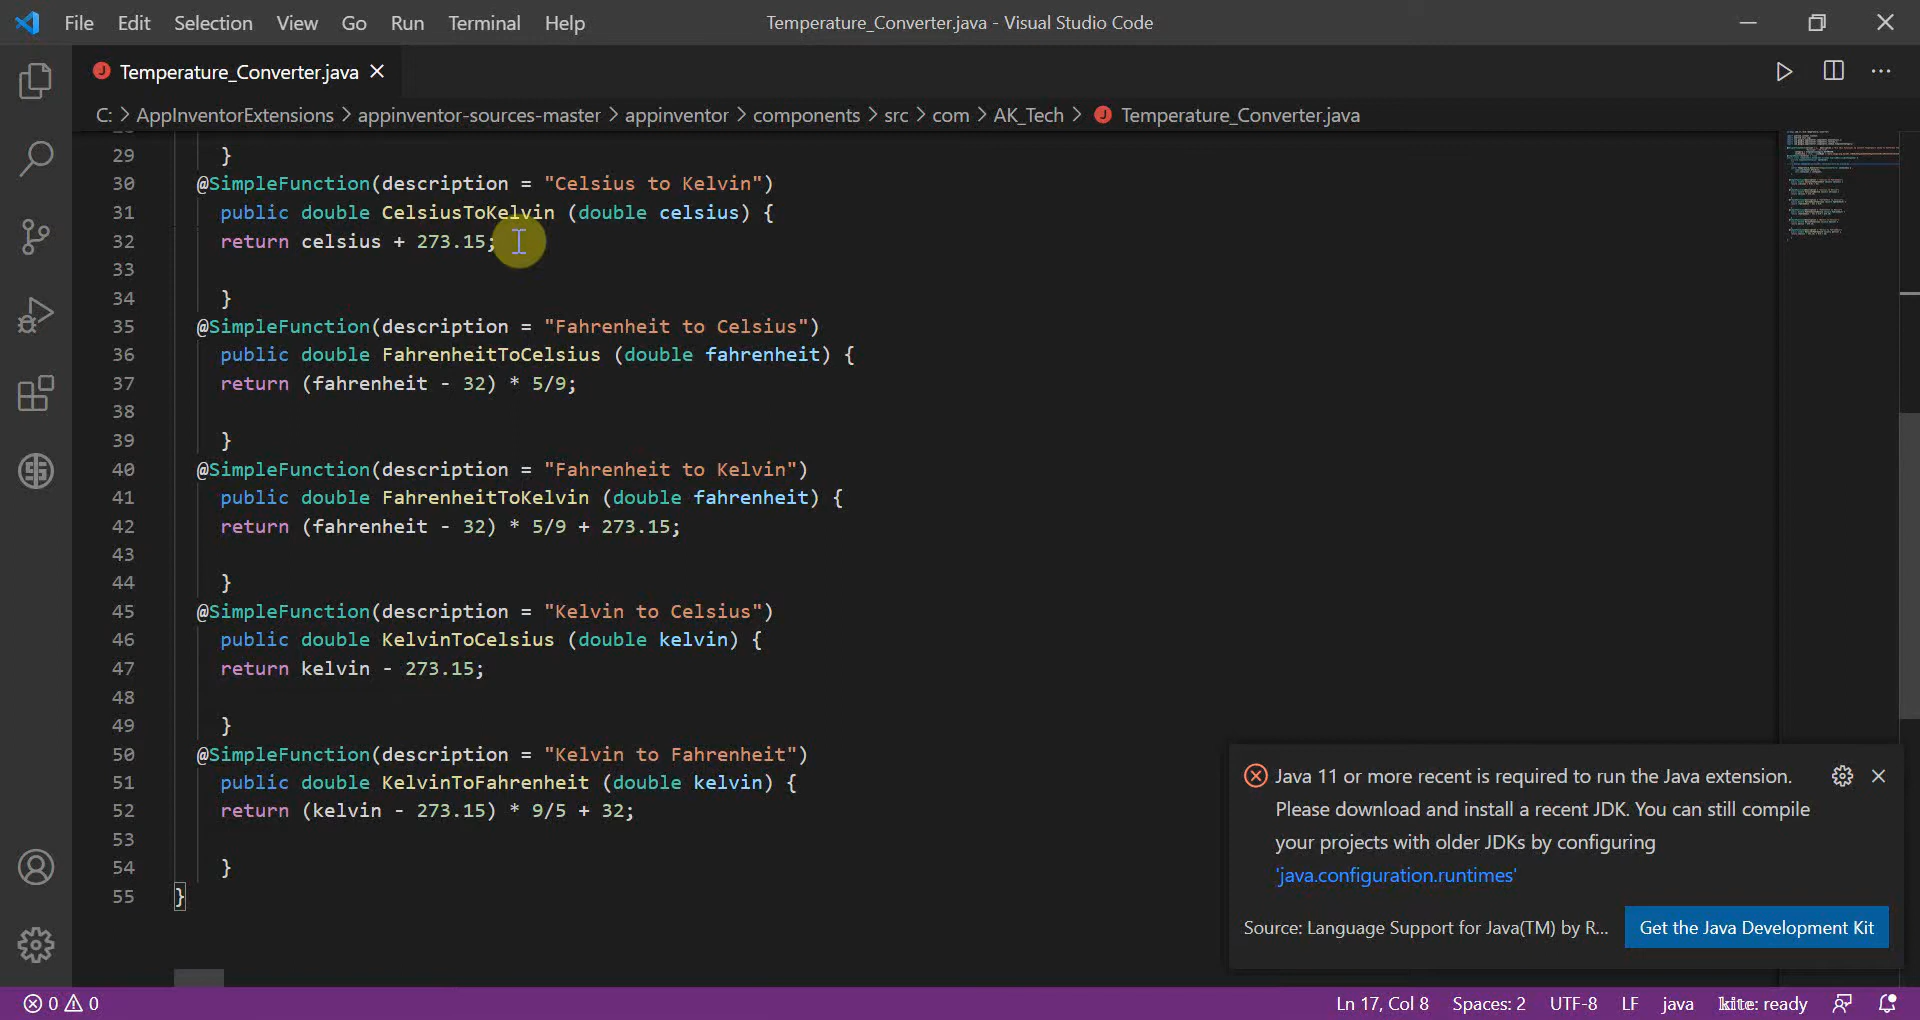 File Edit Selection View Go Run Terminal Help Temperature_Converter.java - Visual Studio Code
Temperature_Converter.java
C: > AppInventorExtensions > appinventor-sources-master > appinventor > components > src > com > AK_Tech > Temperature_Converter.java
29 }
30 @SimpleFunction(description = "Celsius to Kelvin")
31 public double CelsiusToKelvin (double celsius) {
32 return celsius + 273.15;
33
34 }
35 @SimpleFunction(description = "Fahrenheit to Celsius")
36 public double FahrenheitToCelsius (double fahrenheit) {
37 return (fahrenheit - 32) * 5/9;
38
39 }
40 @SimpleFunction(description = "Fahrenheit to Kelvin")
41 public double FahrenheitToKelvin (double fahrenheit) {
42 return (fahrenheit - 32) * 5/9 + 273.15;
43
44 }
45 @SimpleFunction(description = "Kelvin to Celsius")
46 public double KelvinToCelsius (double kelvin) {
47 return kelvin - 273.15;
48
49 }
50 @SimpleFunction(description = "Kelvin to Fahrenheit")
51 public double KelvinToFahrenheit (double kelvin) {
52 return (kelvin - 273.15) * 9/5 + 32;
53
54 }
55 }
Java 11 or more recent is required to run the Java extension.
Please download and install a recent JDK. You can still compile
your projects with older JDKs by configuring
'java.configuration.runtimes'
Source: Language Support for Java(TM) by R...
Get the Java Development Kit
0 0 Ln 17, Col 8 Spaces: 2 UTF-8 LF java kite: ready